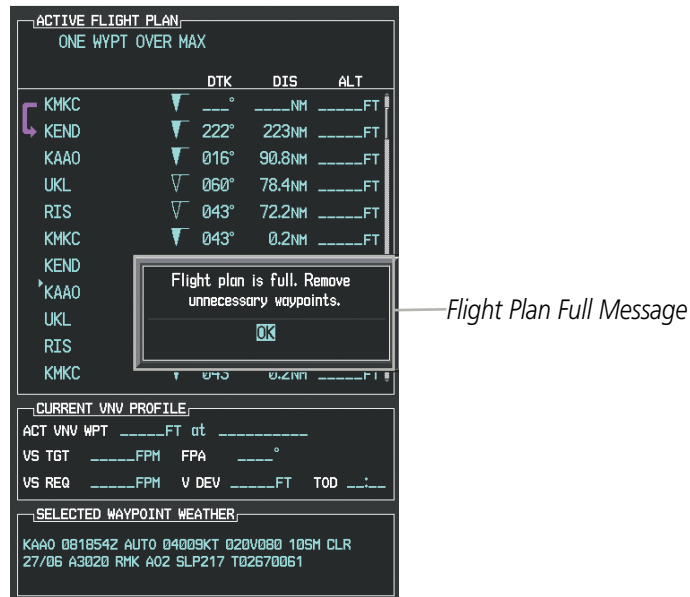 ACTIVE FLIGHT PLAN
ONE WYPT OVER MAX
DTK DIS ALT
KMKC ___° ____NM _____FT
KEND 222° 223NM _____FT
KAAO 016° 90.8NM _____FT
UKL 060° 78.4NM _____FT
RIS 043° 72.2NM _____FT
KMKC 043° 0.2NM _____FT
KEND
KAAO
UKL
RIS
KMKC 043 0.2NM _____FT
Flight plan is full. Remove
unnecessary waypoints.
OK
Flight Plan Full Message
CURRENT VNV PROFILE
ACT VNV WPT _____FT at __________
VS TGT _____FPM FPA ____°
VS REQ _____FPM V DEV _____FT TOD __:__
SELECTED WAYPOINT WEATHER
KAAO 081854Z AUTO 04009KT 020V080 10SM CLR
27/06 A3020 RMK AO2 SLP217 T02670061